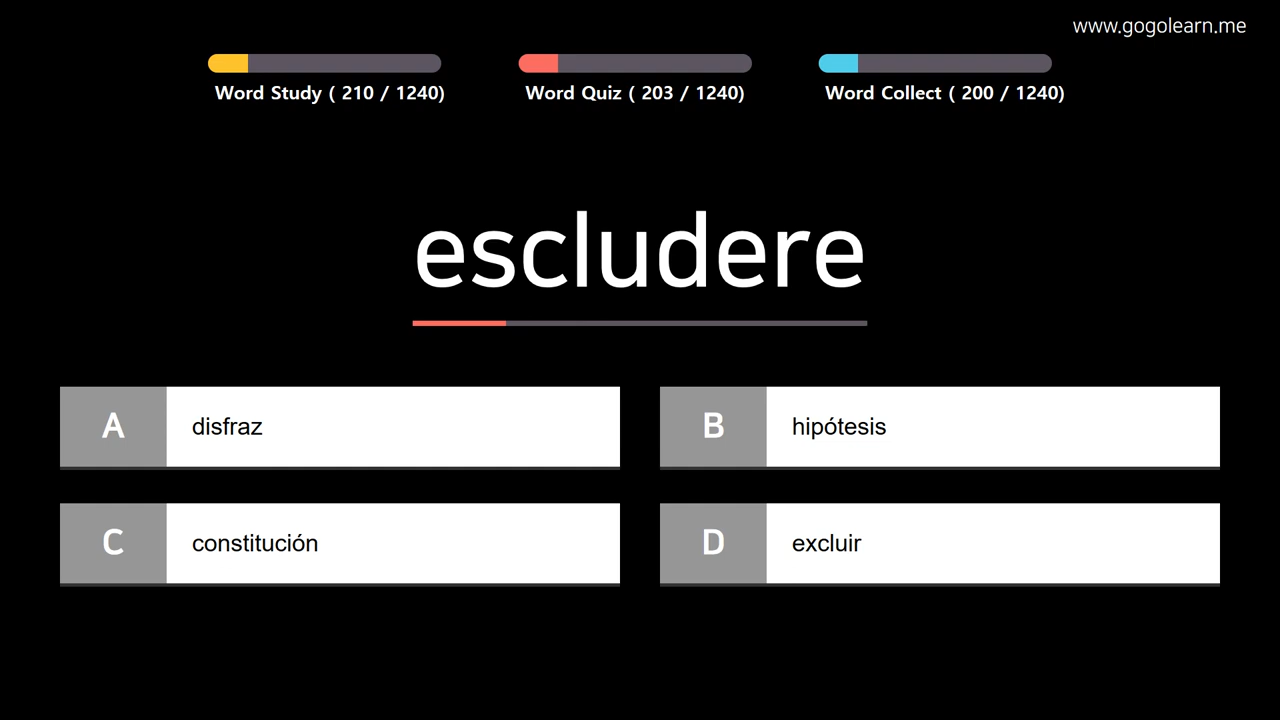 www.gogolearn.me
Word Study ( 210 / 1240)
Word Quiz ( 203 / 1240)
Word Collect ( 200 / 1240)
escludere
A disfraz
B hipótesis
C constitución
D excluir